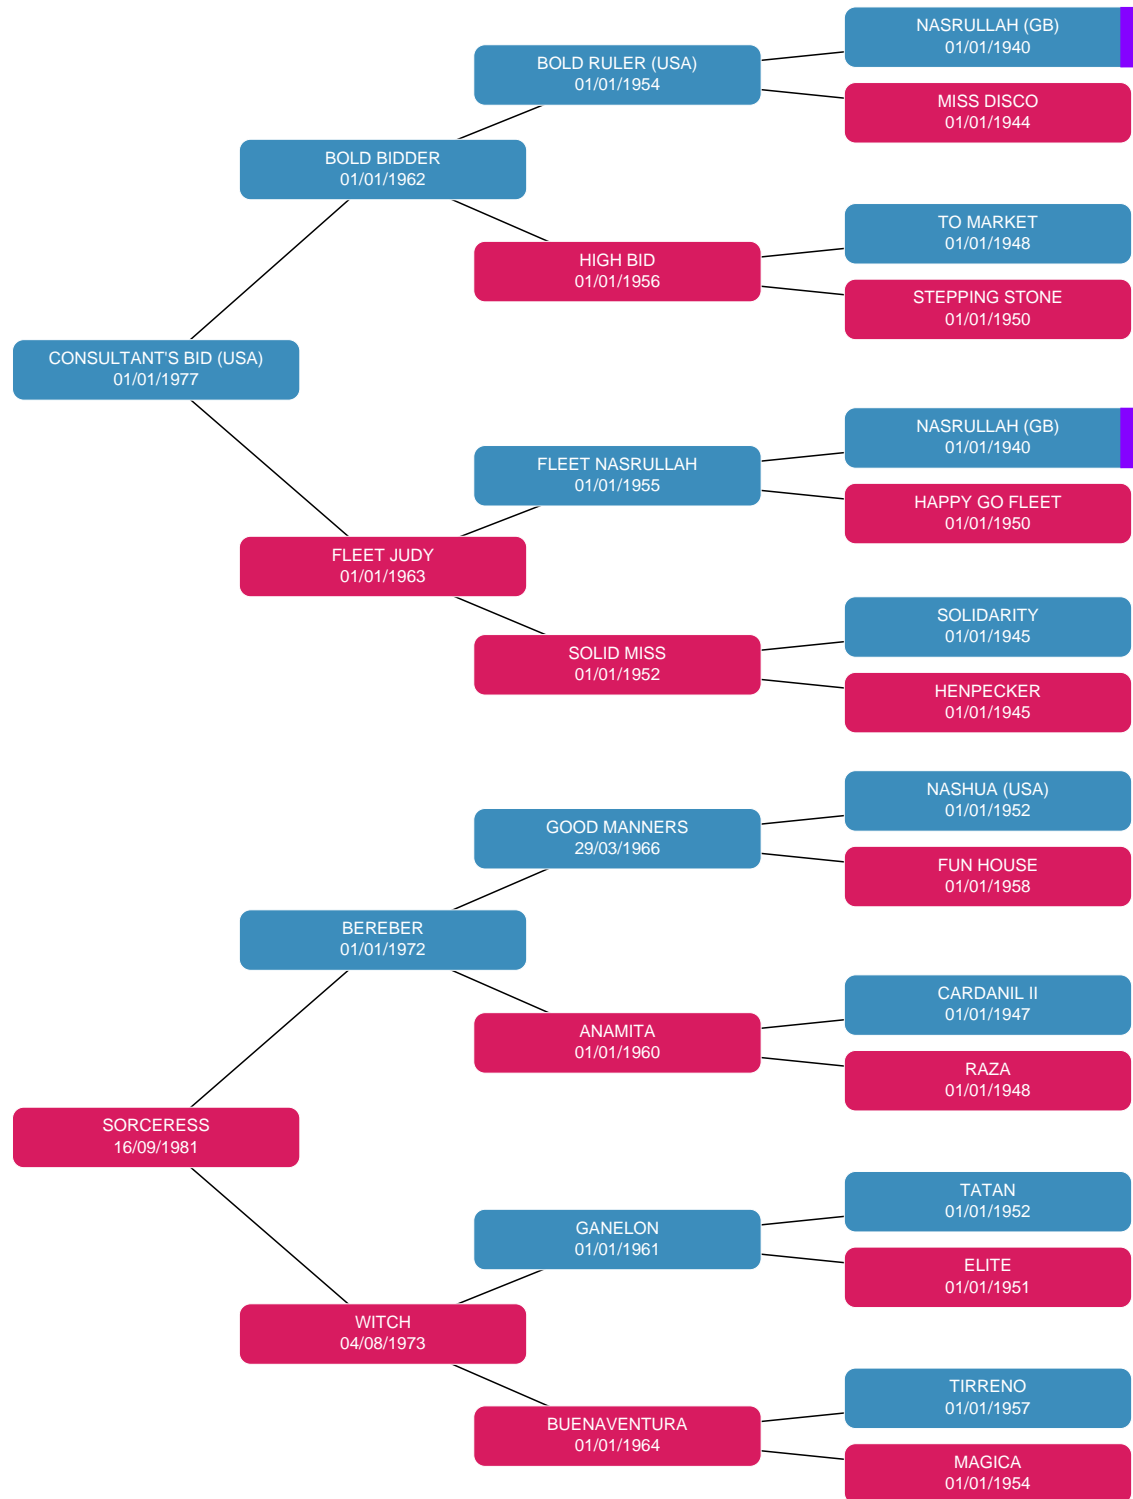 NASRULLAH (GB)
01/01/1940
BOLD RULER (USA)
01/01/1954
MISS DISCO
01/01/1944
BOLD BIDDER
01/01/1962
TO MARKET
01/01/1948
HIGH BID
01/01/1956
STEPPING STONE
01/01/1950
CONSULTANT'S BID (USA)
01/01/1977
NASRULLAH (GB)
01/01/1940
FLEET NASRULLAH
01/01/1955
HAPPY GO FLEET
01/01/1950
FLEET JUDY
01/01/1963
SOLIDARITY
01/01/1945
SOLID MISS
01/01/1952
HENPECKER
01/01/1945
NASHUA (USA)
01/01/1952
GOOD MANNERS
29/03/1966
FUN HOUSE
01/01/1958
BEREBER
01/01/1972
CARDANIL II
01/01/1947
ANAMITA
01/01/1960
RAZA
01/01/1948
SORCERESS
16/09/1981
TATAN
01/01/1952
GANELON
01/01/1961
ELITE
01/01/1951
WITCH
04/08/1973
TIRRENO
01/01/1957
BUENAVENTURA
01/01/1964
MAGICA
01/01/1954